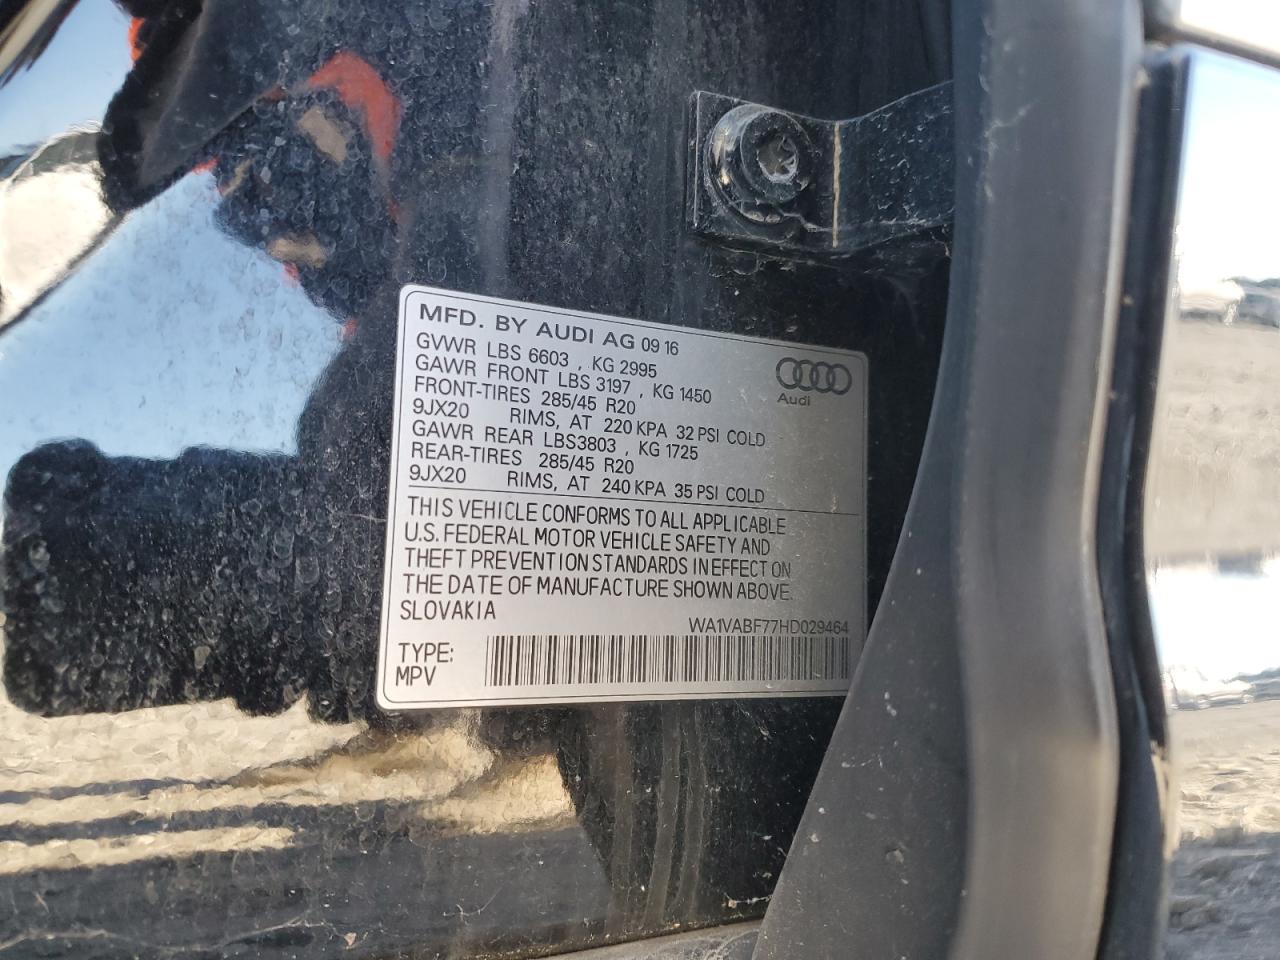 MFD. BY AUDI AG 09 16
GVWR LBS 6603 , KG 2995
GAWR FRONT LBS 3197 , KG 1450
FRONT-TIRES 285/45 R20
9JX20 RIMS, AT 220 KPA 32 PSI COLD
GAWR REAR LBS3803 , KG 1725
REAR-TIRES 285/45 R20
9JX20 RIMS, AT 240 KPA 35 PSI COLD
Audi
THIS VEHICLE CONFORMS TO ALL APPLICABLE
U.S. FEDERAL MOTOR VEHICLE SAFETY AND
THEFT PREVENTION STANDARDS IN EFFECT ON
THE DATE OF MANUFACTURE SHOWN ABOVE.
SLOVAKIA
WA1VABF77HD029464
TYPE:
MPV